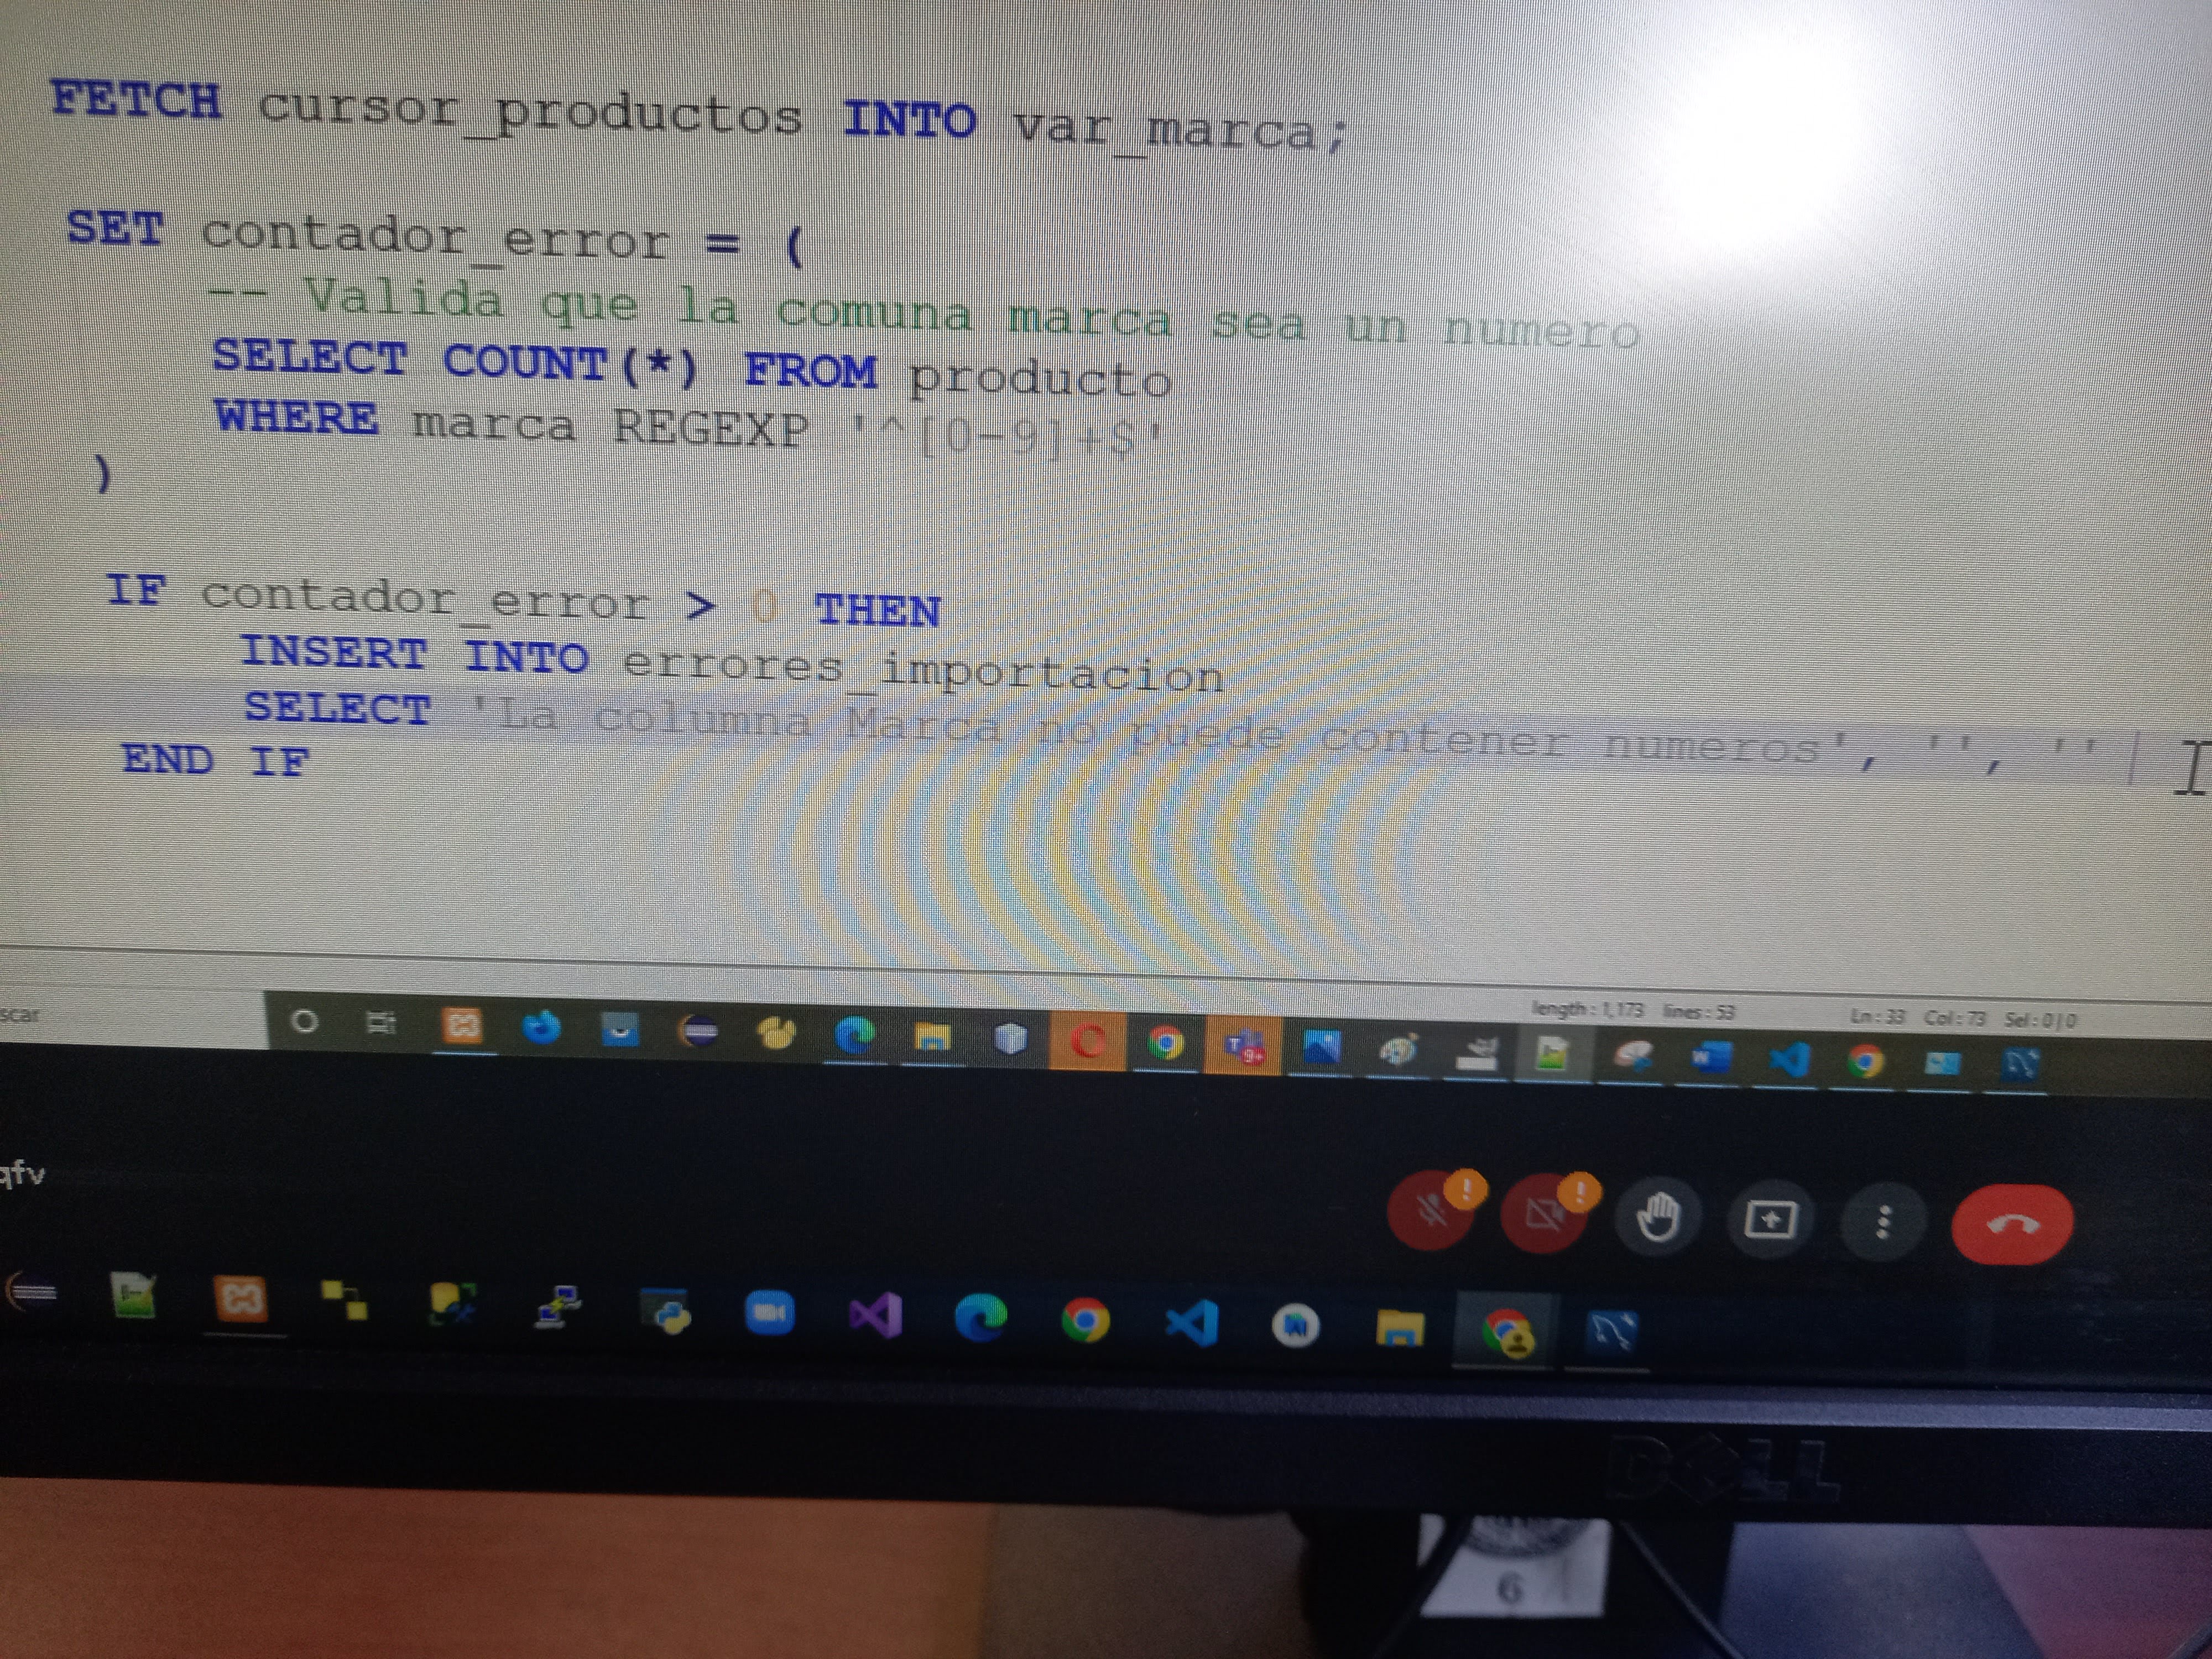 FETCH cursor_productos INTO var_marca;
SET contador_error = (
-- Valida que la comuna marca sea un numero
SELECT COUNT(*) FROM producto
WHERE marca REGEXP '^[0-9]+$'
)
IF contador_error > 0 THEN
INSERT INTO errores_importacion
SELECT 'La columna Marca no puede contener numeros', '', ''
END IF
length : 1,173 lines : 53 Ln : 33 Col : 73 Sel : 0 | 0
scar
T 9+
W
qfv
DELL
6